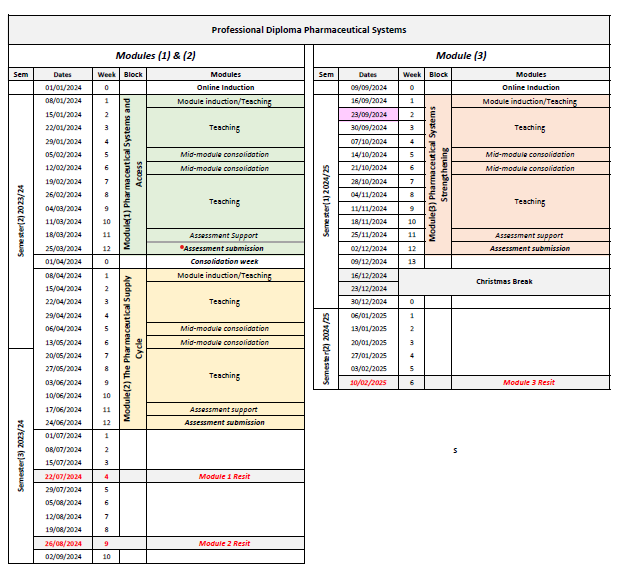 Professional Diploma Pharmaceutical Systems
Modules (1) & (2)
Sem Dates Week Block Modules
01/01/2024 0 Online Induction
Semester(2) 2023/24
Module(1) Pharmaceutical Systems and Access
08/01/2024 1 Module induction/Teaching
15/01/2024 2
22/01/2024 3 Teaching
29/01/2024 4
05/02/2024 5 Mid-module consolidation
12/02/2024 6 Mid-module consolidation
19/02/2024 7
26/02/2024 8
04/03/2024 9 Teaching
11/03/2024 10
18/03/2024 11 Assessment Support
25/03/2024 12 *Assessment submission
01/04/2024 0 Consolidation week
Module(2) The Pharmaceutical Supply Cycle
08/04/2024 1 Module induction/Teaching
15/04/2024 2
22/04/2024 3 Teaching
29/04/2024 4
06/05/2024 5 Mid-module consolidation
13/05/2024 6 Mid-module consolidation
Semester(3) 2023/24
20/05/2024 7
27/05/2024 8
03/06/2024 9 Teaching
10/06/2024 10
17/06/2024 11 Assessment support
24/06/2024 12 Assessment submission
01/07/2024 1
08/07/2024 2
15/07/2024 3
22/07/2024 4 Module 1 Resit
29/07/2024 5
05/08/2024 6
12/08/2024 7
19/08/2024 8
26/08/2024 9 Module 2 Resit
02/09/2024 10
Module (3)
Sem Dates Week Block Modules
09/09/2024 0 Online Induction
Semester(1) 2024/25
Module(3) Pharmaceutical Systems Strengthening
16/09/2024 1 Module induction/Teaching
23/09/2024 2
30/09/2024 3 Teaching
07/10/2024 4
14/10/2024 5 Mid-module consolidation
21/10/2024 6 Mid-module consolidation
28/10/2024 7
04/11/2024 8
11/11/2024 9 Teaching
18/11/2024 10
25/11/2024 11 Assessment Support
02/12/2024 12 Assessment submission
09/12/2024 13
16/12/2024 Christmas Break
23/12/2024
30/12/2024 0
Semester(2) 2024/25
06/01/2025 1
13/01/2025 2
20/01/2025 3
27/01/2025 4
03/02/2025 5
10/02/2025 6 Module 3 Resit
s